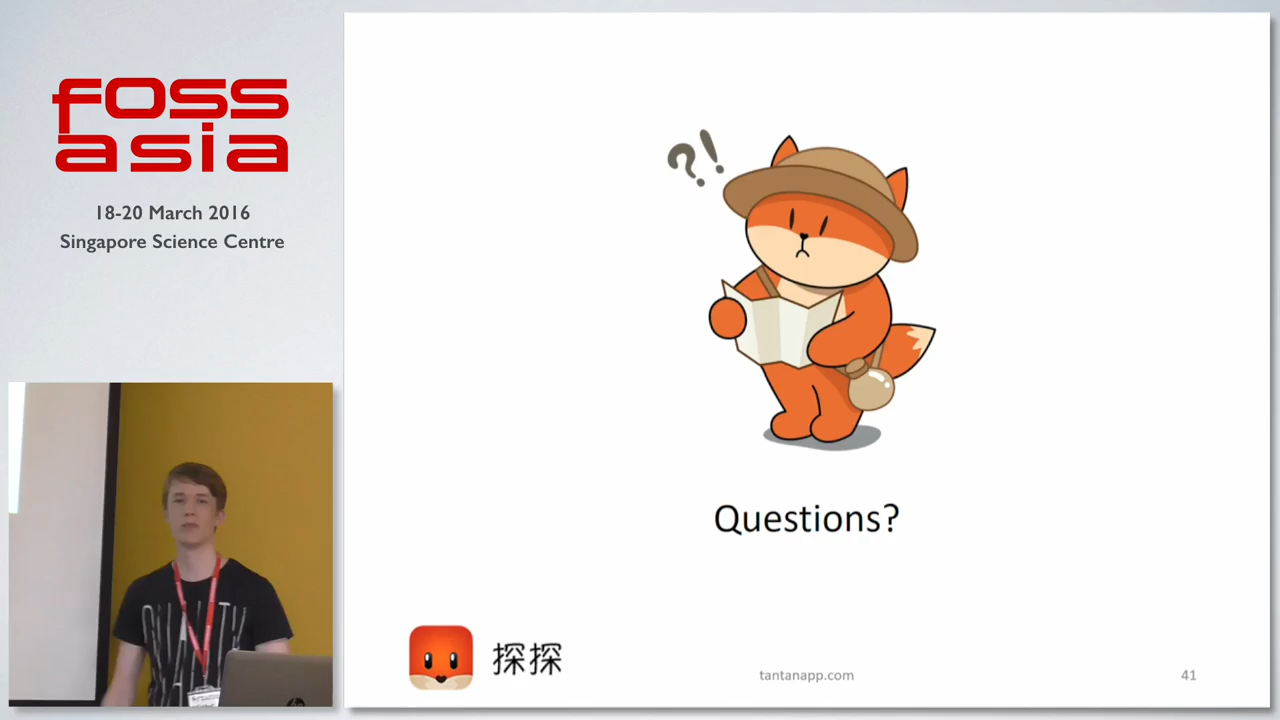 foss
asia
18-20 March 2016
Singapore Science Centre
?!
Questions?
探探
tantanapp.com
41